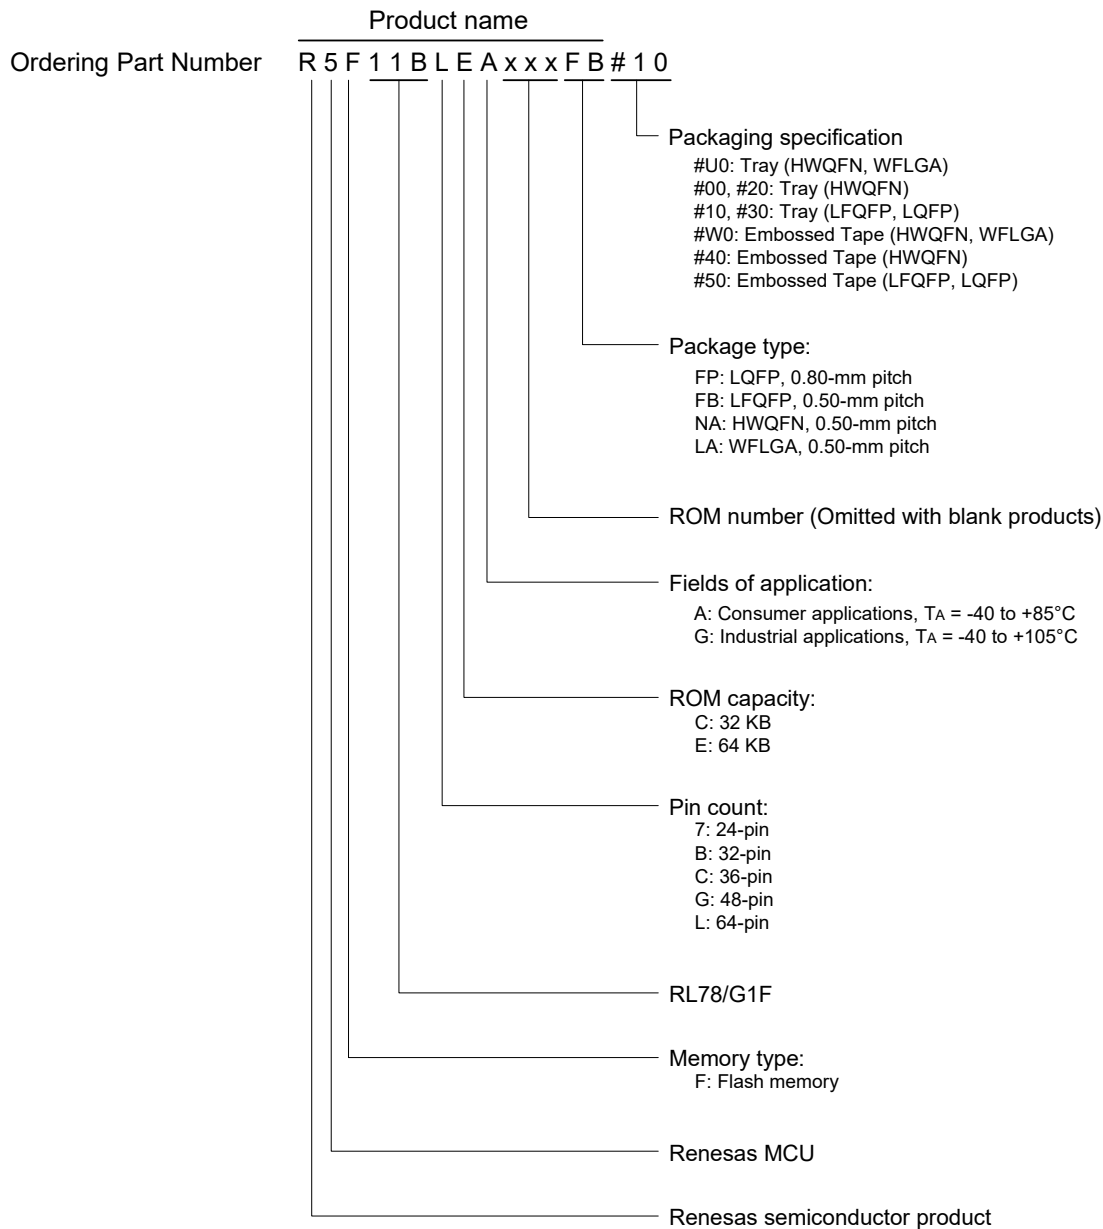 Product name
Ordering Part Number R 5 F 1 1 B L E A x x x F B # 1 0
Packaging specification
#U0: Tray (HWQFN, WFLGA)
#00, #20: Tray (HWQFN)
#10, #30: Tray (LFQFP, LQFP)
#W0: Embossed Tape (HWQFN, WFLGA)
#40: Embossed Tape (HWQFN)
#50: Embossed Tape (LFQFP, LQFP)
Package type:
FP: LQFP, 0.80-mm pitch
FB: LFQFP, 0.50-mm pitch
NA: HWQFN, 0.50-mm pitch
LA: WFLGA, 0.50-mm pitch
ROM number (Omitted with blank products)
Fields of application:
A: Consumer applications, TA = -40 to +85°C
G: Industrial applications, TA = -40 to +105°C
ROM capacity:
C: 32 KB
E: 64 KB
Pin count:
7: 24-pin
B: 32-pin
C: 36-pin
G: 48-pin
L: 64-pin
RL78/G1F
Memory type:
F: Flash memory
Renesas MCU
Renesas semiconductor product